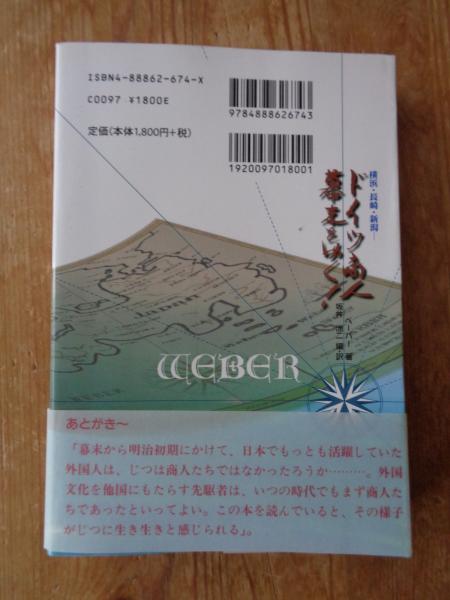 ISBN4-88862-674-X
C0097 ¥1800E
定価(本体1,800円+税)
9784888626743
1920097018001
横浜・長崎・新潟―
ドイツ商人
幕末をゆく!
ベーバー 著
WEBER
あとがき〜
「幕末から明治初期にかけて、日本でもっとも活躍していた
外国人は、じつは商人たちではなかったろうか………。外国
文化を他国にもたらす先駆者は、いつの時代でもまず商人た
ちであったといってよい。この本を読んでいると、その様子
がじつに生き生きと感じられる」。